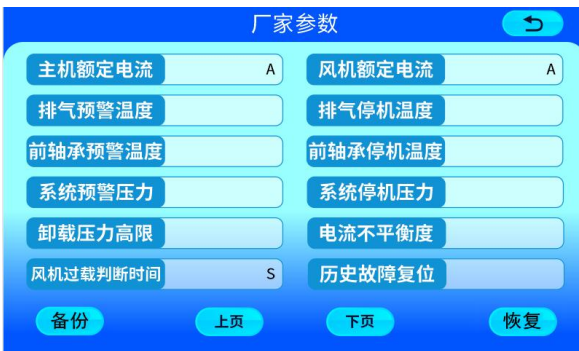 厂家参数
主机额定电流 A 风机额定电流 A
排气预警温度 排气停机温度
前轴承预警温度 前轴承停机温度
系统预警压力 系统停机压力
卸载压力高限 电流不平衡度
风机过载判断时间 S 历史故障复位
备份 上页 下页 恢复